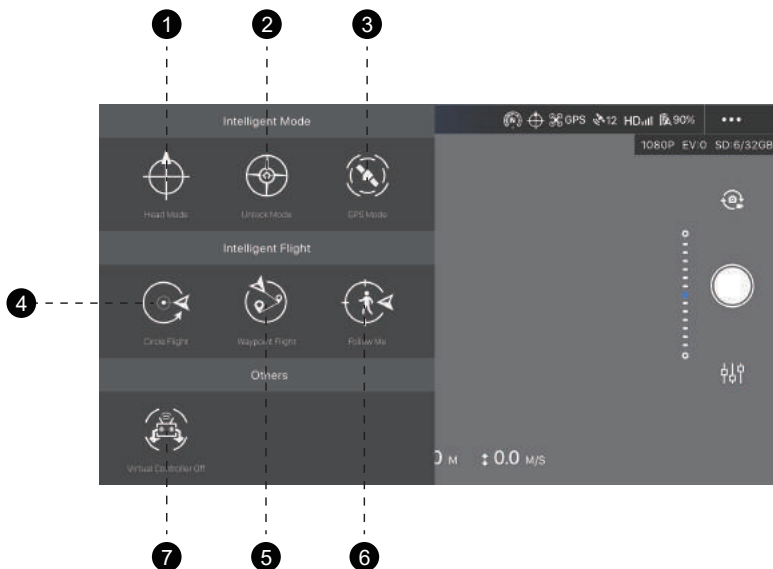 1 2 3
Intelligent Mode
GPS 12 HD 90% •••
1080P EV:0 SD:6/32GB
Head Mode Unlock Mode GPS Mode
Intelligent Flight
4
Circle Flight Waypoint Flight Follow Me
Others
Virtual Controller Off
0 M 0.0 M/S
7 5 6